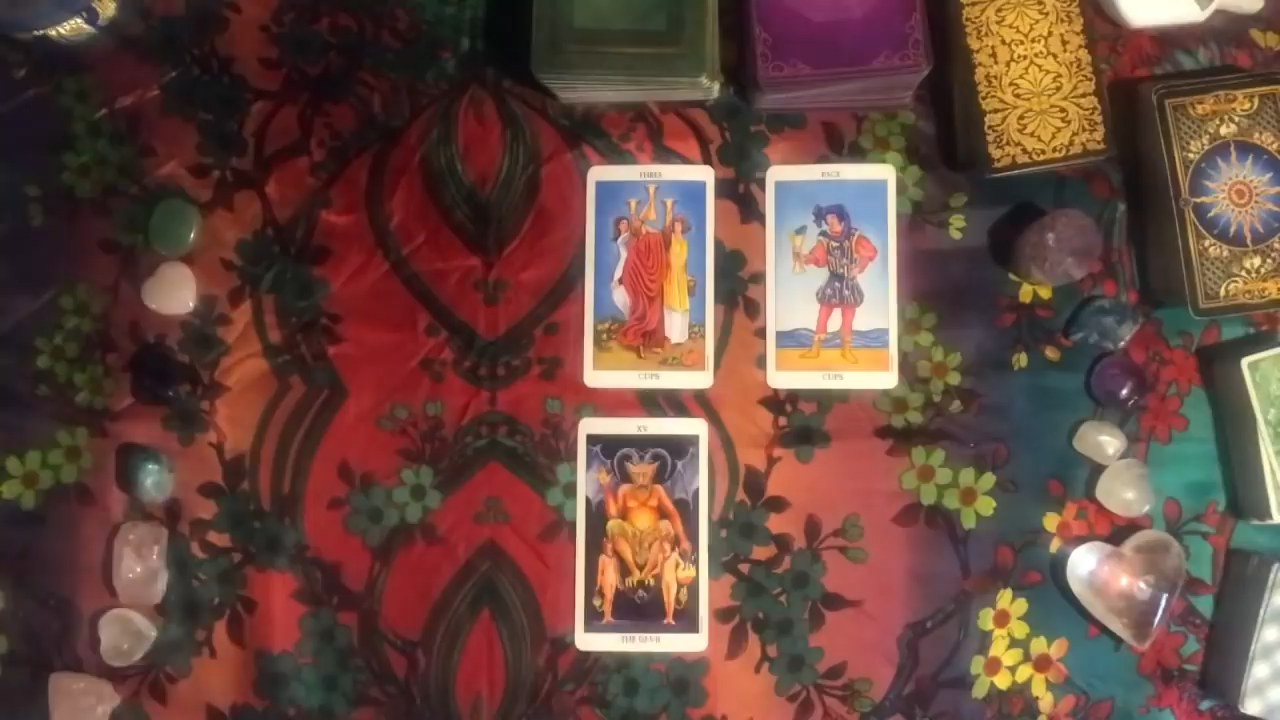 THREE
CUPS
PAGE
CUPS
XV
THE DEVIL